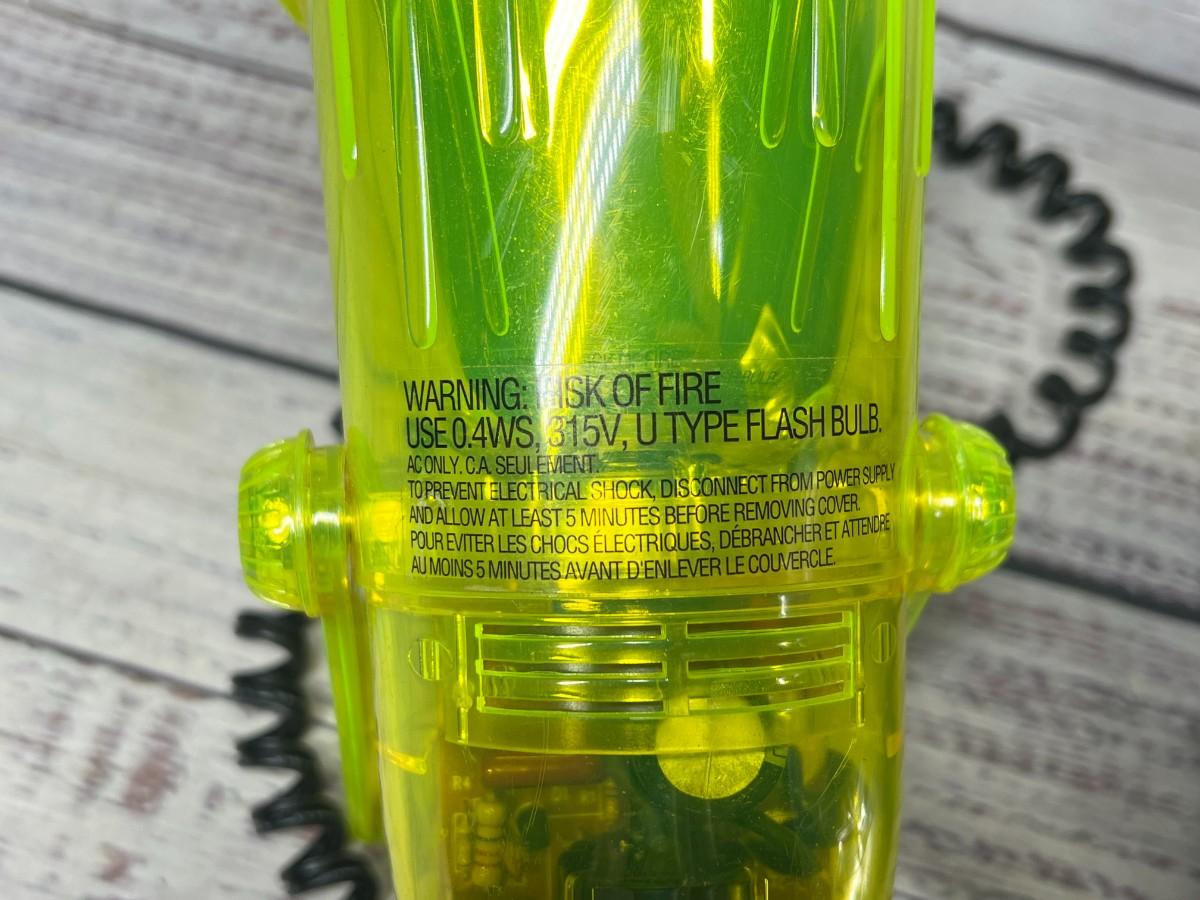 WARNING: RISK OF FIRE
USE 0.4WS, 315V, U TYPE FLASH BULB.
AC ONLY. C.A. SEULEMENT.
TO PREVENT ELECTRICAL SHOCK, DISCONNECT FROM POWER SUPPLY
AND ALLOW AT LEAST 5 MINUTES BEFORE REMOVING COVER.
POUR EVITER LES CHOCS ÉLECTRIQUES, DÉBRANCHER ET ATTENDRE
AU MOINS 5 MINUTES AVANT D'ENLEVER LE COUVERCLE.